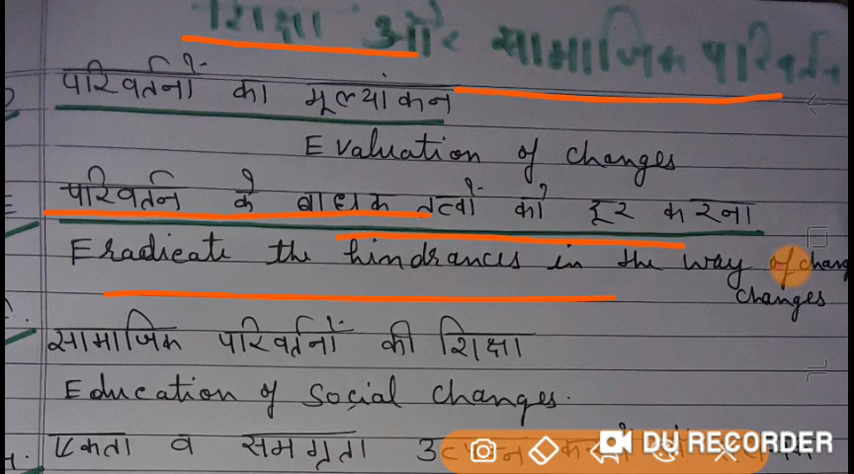 शिक्षा और सामाजिक परिवर्तन
परिवर्तनों का मूल्यांकन
Evaluation of changes
परिवर्तन के बाधक तत्वों को दूर करना
Eradicate the hindrances in the way of chang
changes
सामाजिक परिवर्तनों की शिक्षा
Education of social changes.
एकता व समग्रता
DU RECORDER